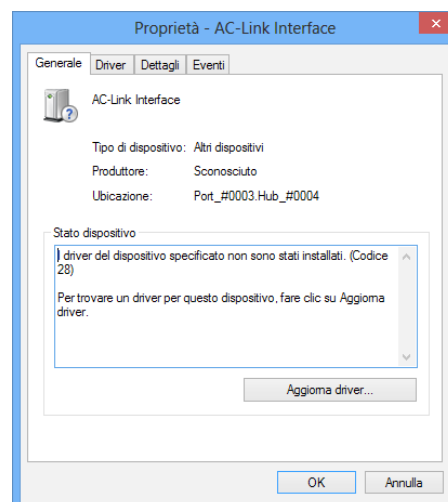 Proprietà - AC-Link Interface
Generale Driver Dettagli Eventi
AC-Link Interface
Tipo di dispositivo: Altri dispositivi
Produttore: Sconosciuto
Ubicazione: Port_#0003.Hub_#0004
Stato dispositivo
I driver del dispositivo specificato non sono stati installati. (Codice
28)
Per trovare un driver per questo dispositivo, fare clic su Aggiorna
driver.
Aggiorna driver...
OK Annulla